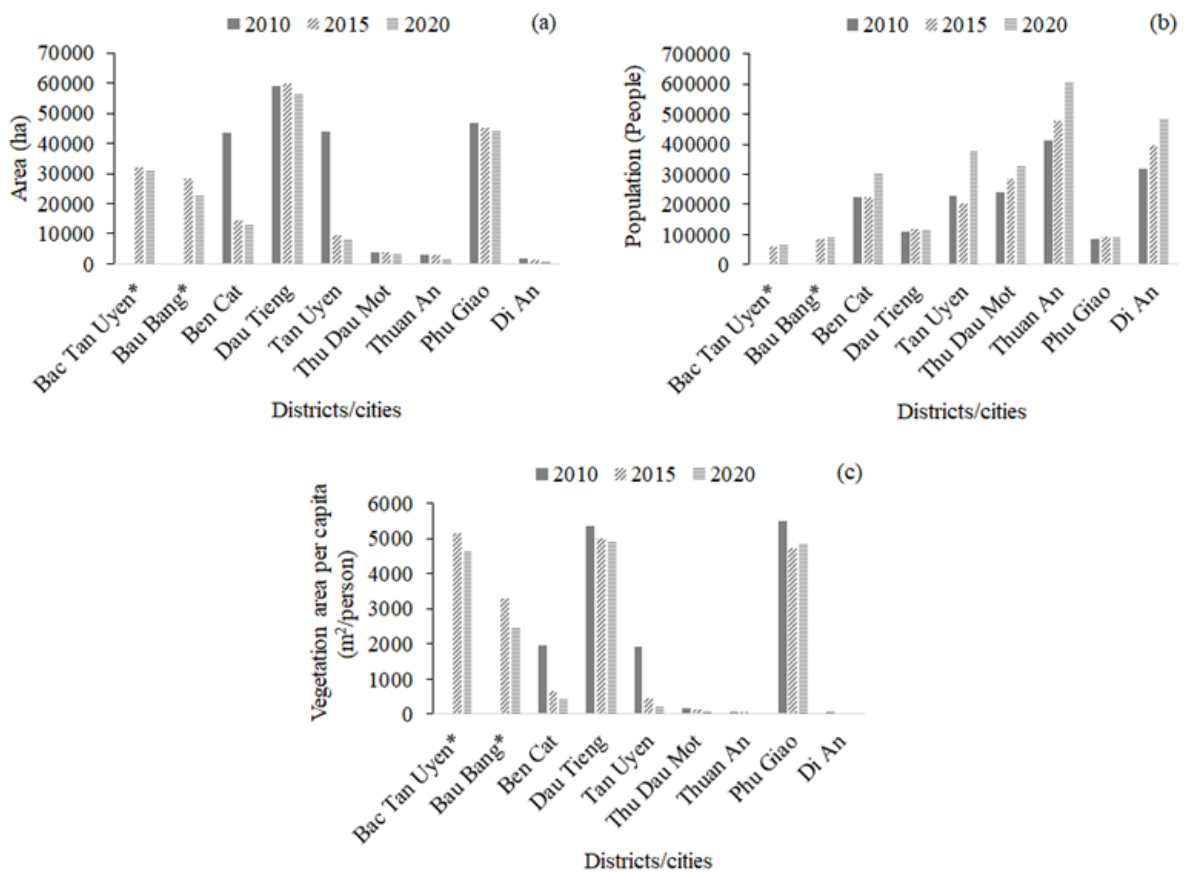 2010 2015 2020 (a)
70000
60000
50000
40000
30000
20000
10000
0
Area (ha)
Bac Tan Uyen*
Bau Bang*
Ben Cat
Dau Tieng
Tan Uyen
Thu Dau Mot
Thuan An
Phu Giao
Di An
Districts/cities
2010 2015 2020 (b)
700000
600000
500000
400000
300000
200000
100000
0
Population (People)
Bac Tan Uyen*
Bau Bang*
Ben Cat
Dau Tieng
Tan Uyen
Thu Dau Mot
Thuan An
Phu Giao
Di An
Districts/cities
2010 2015 2020 (c)
6000
5000
4000
3000
2000
1000
0
Vegetation area per capita
(m²/person)
Bac Tan Uyen*
Bau Bang*
Ben Cat
Dau Tieng
Tan Uyen
Thu Dau Mot
Thuan An
Phu Giao
Di An
Districts/cities